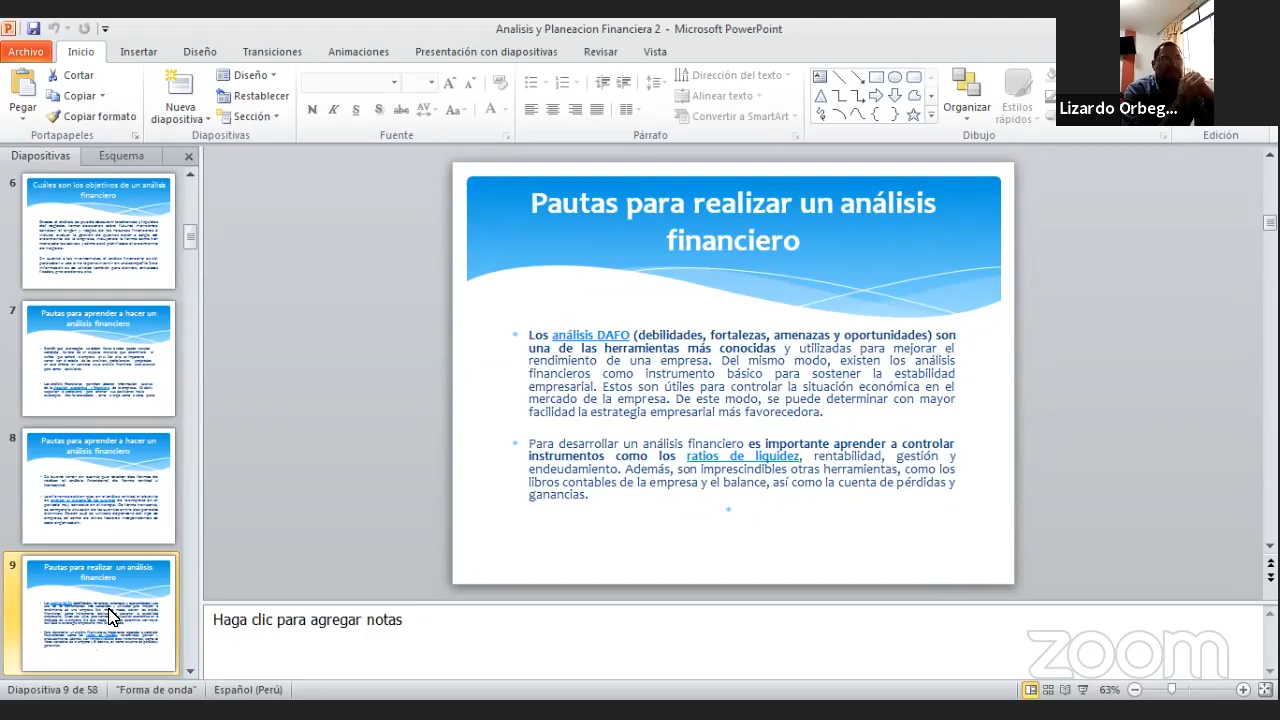 Analisis y Planeacion Financiera 2 - Microsoft PowerPoint
Archivo Inicio Insertar Diseño Transiciones Animaciones Presentación con diapositivas Revisar Vista
Pegar
Cortar
Copiar
Copiar formato
Portapapeles
Nueva
diapositiva
Diseño
Restablecer
Sección
Diapositivas
Fuente
Dirección del texto
Alinear texto
Convertir a SmartArt
Párrafo
Organizar
Estilos
rápidos
Dibujo
Edición
Lizardo Orbeg...
Diapositivas Esquema
6
Cuáles son los objetivos de un análisis
financiero
7
Pautas para aprender a hacer un
análisis financiero
8
Pautas para aprender a hacer un
análisis financiero
9
Pautas para realizar un análisis
financiero
Pautas para realizar un análisis
financiero
* Los análisis DAFO (debilidades, fortalezas, amenazas y oportunidades) son
una de las herramientas más conocidas y utilizadas para mejorar el
rendimiento de una empresa. Del mismo modo, existen los análisis
financieros como instrumento básico para sostener la estabilidad
empresarial. Estos son útiles para controlar la situación económica en el
mercado de la empresa. De este modo, se puede determinar con mayor
facilidad la estrategia empresarial más favorecedora.
* Para desarrollar un análisis financiero es importante aprender a controlar
instrumentos como los ratios de liquidez, rentabilidad, gestión y
endeudamiento. Además, son imprescindibles otras herramientas, como los
libros contables de la empresa y el balance, así como la cuenta de pérdidas y
ganancias.
*
Haga clic para agregar notas
zoom
Diapositiva 9 de 58 "Forma de onda" Español (Perú) 63%